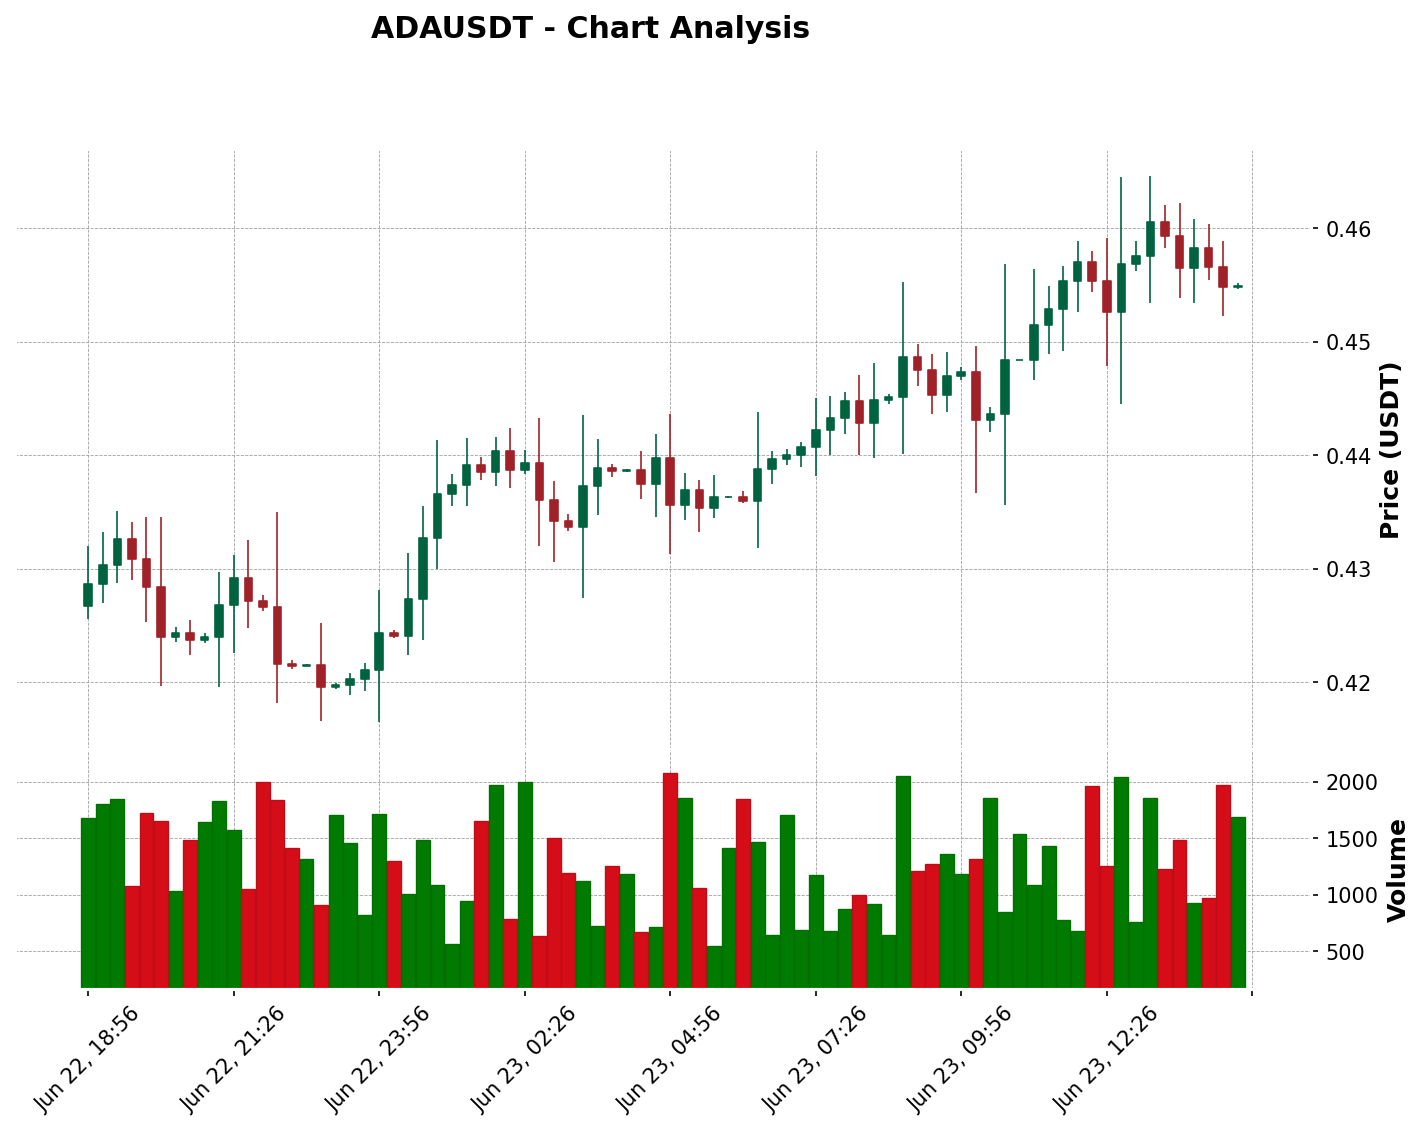 ADAUSDT - Chart Analysis
0.46
0.45
0.44
0.43
0.42
Price (USDT)
2000
1500
1000
500
Volume
Jun 22, 18:56
Jun 22, 21:26
Jun 22, 23:56
Jun 23, 02:26
Jun 23, 04:56
Jun 23, 07:26
Jun 23, 09:56
Jun 23, 12:26